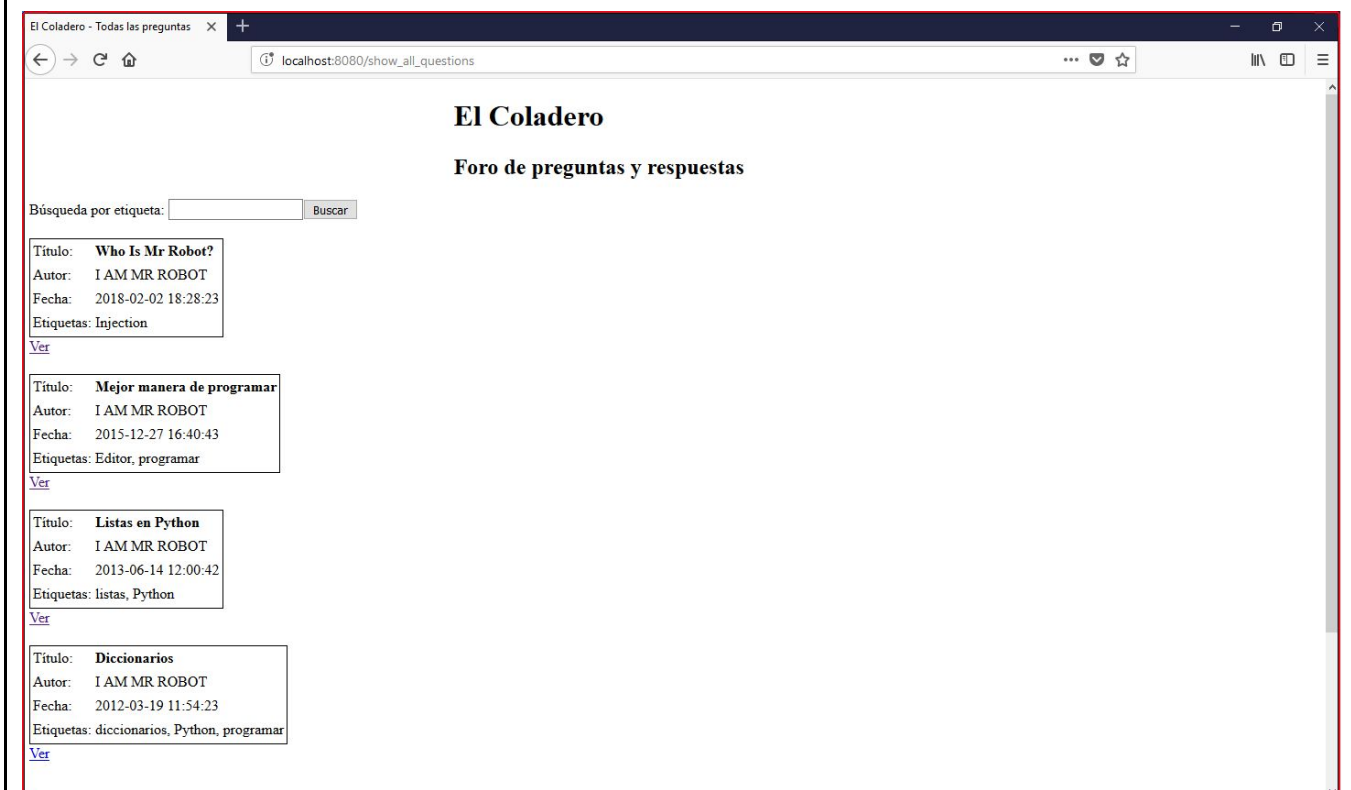 El Coladero - Todas las preguntas
localhost:8080/show_all_questions
El Coladero
Foro de preguntas y respuestas
Búsqueda por etiqueta: Buscar
Título: Who Is Mr Robot?
Autor: I AM MR ROBOT
Fecha: 2018-02-02 18:28:23
Etiquetas: Injection
Ver
Título: Mejor manera de programar
Autor: I AM MR ROBOT
Fecha: 2015-12-27 16:40:43
Etiquetas: Editor, programar
Ver
Título: Listas en Python
Autor: I AM MR ROBOT
Fecha: 2013-06-14 12:00:42
Etiquetas: listas, Python
Ver
Título: Diccionarios
Autor: I AM MR ROBOT
Fecha: 2012-03-19 11:54:23
Etiquetas: diccionarios, Python, programar
Ver